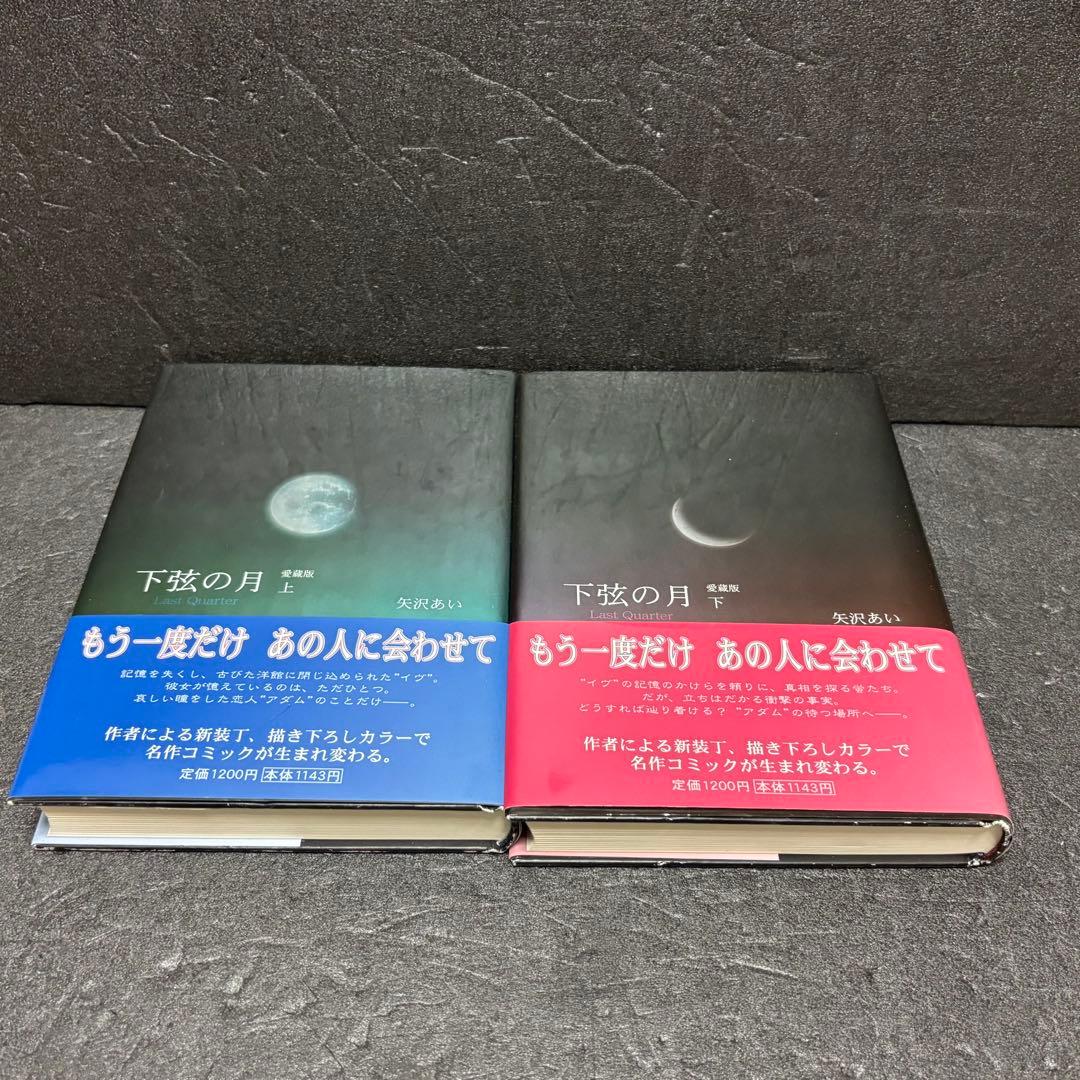 下弦の月 愛蔵版 上
Last Quarter
矢沢あい
もう一度だけ あの人に会わせて
記憶を失くし、古びた洋館に閉じ込められた"イヴ"。
彼女が憶えているのは、ただひとつ。
哀しい瞳をした恋人"アダム"のことだけ――。
作者による新装丁、描き下ろしカラーで
名作コミックが生まれ変わる。
定価1200円 本体1143円
下弦の月 愛蔵版 下
Last Quarter
矢沢あい
もう一度だけ あの人に会わせて
"イヴ"の記憶のかけらを頼りに、真相を探る者たち。
だが、立ちはだかる衝撃の事実。
どうすれば辿り着ける? "アダム"の待つ場所へ――。
作者による新装丁、描き下ろしカラーで
名作コミックが生まれ変わる。
定価1200円 本体1143円